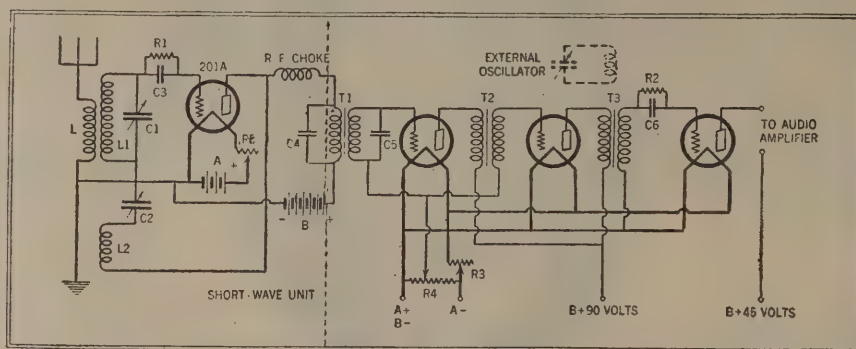 R1
201A
R F CHOKE
EXTERNAL
OSCILLATOR
C3
L
L1
C1
A
+
C2
L2
-
B
+
C4
T1
C5
T2
T3
R2
C6
TO AUDIO
AMPLIFIER
R3
R4
SHORT-WAVE UNIT
A+
B-
A-
B+90 VOLTS
B+45 VOLTS